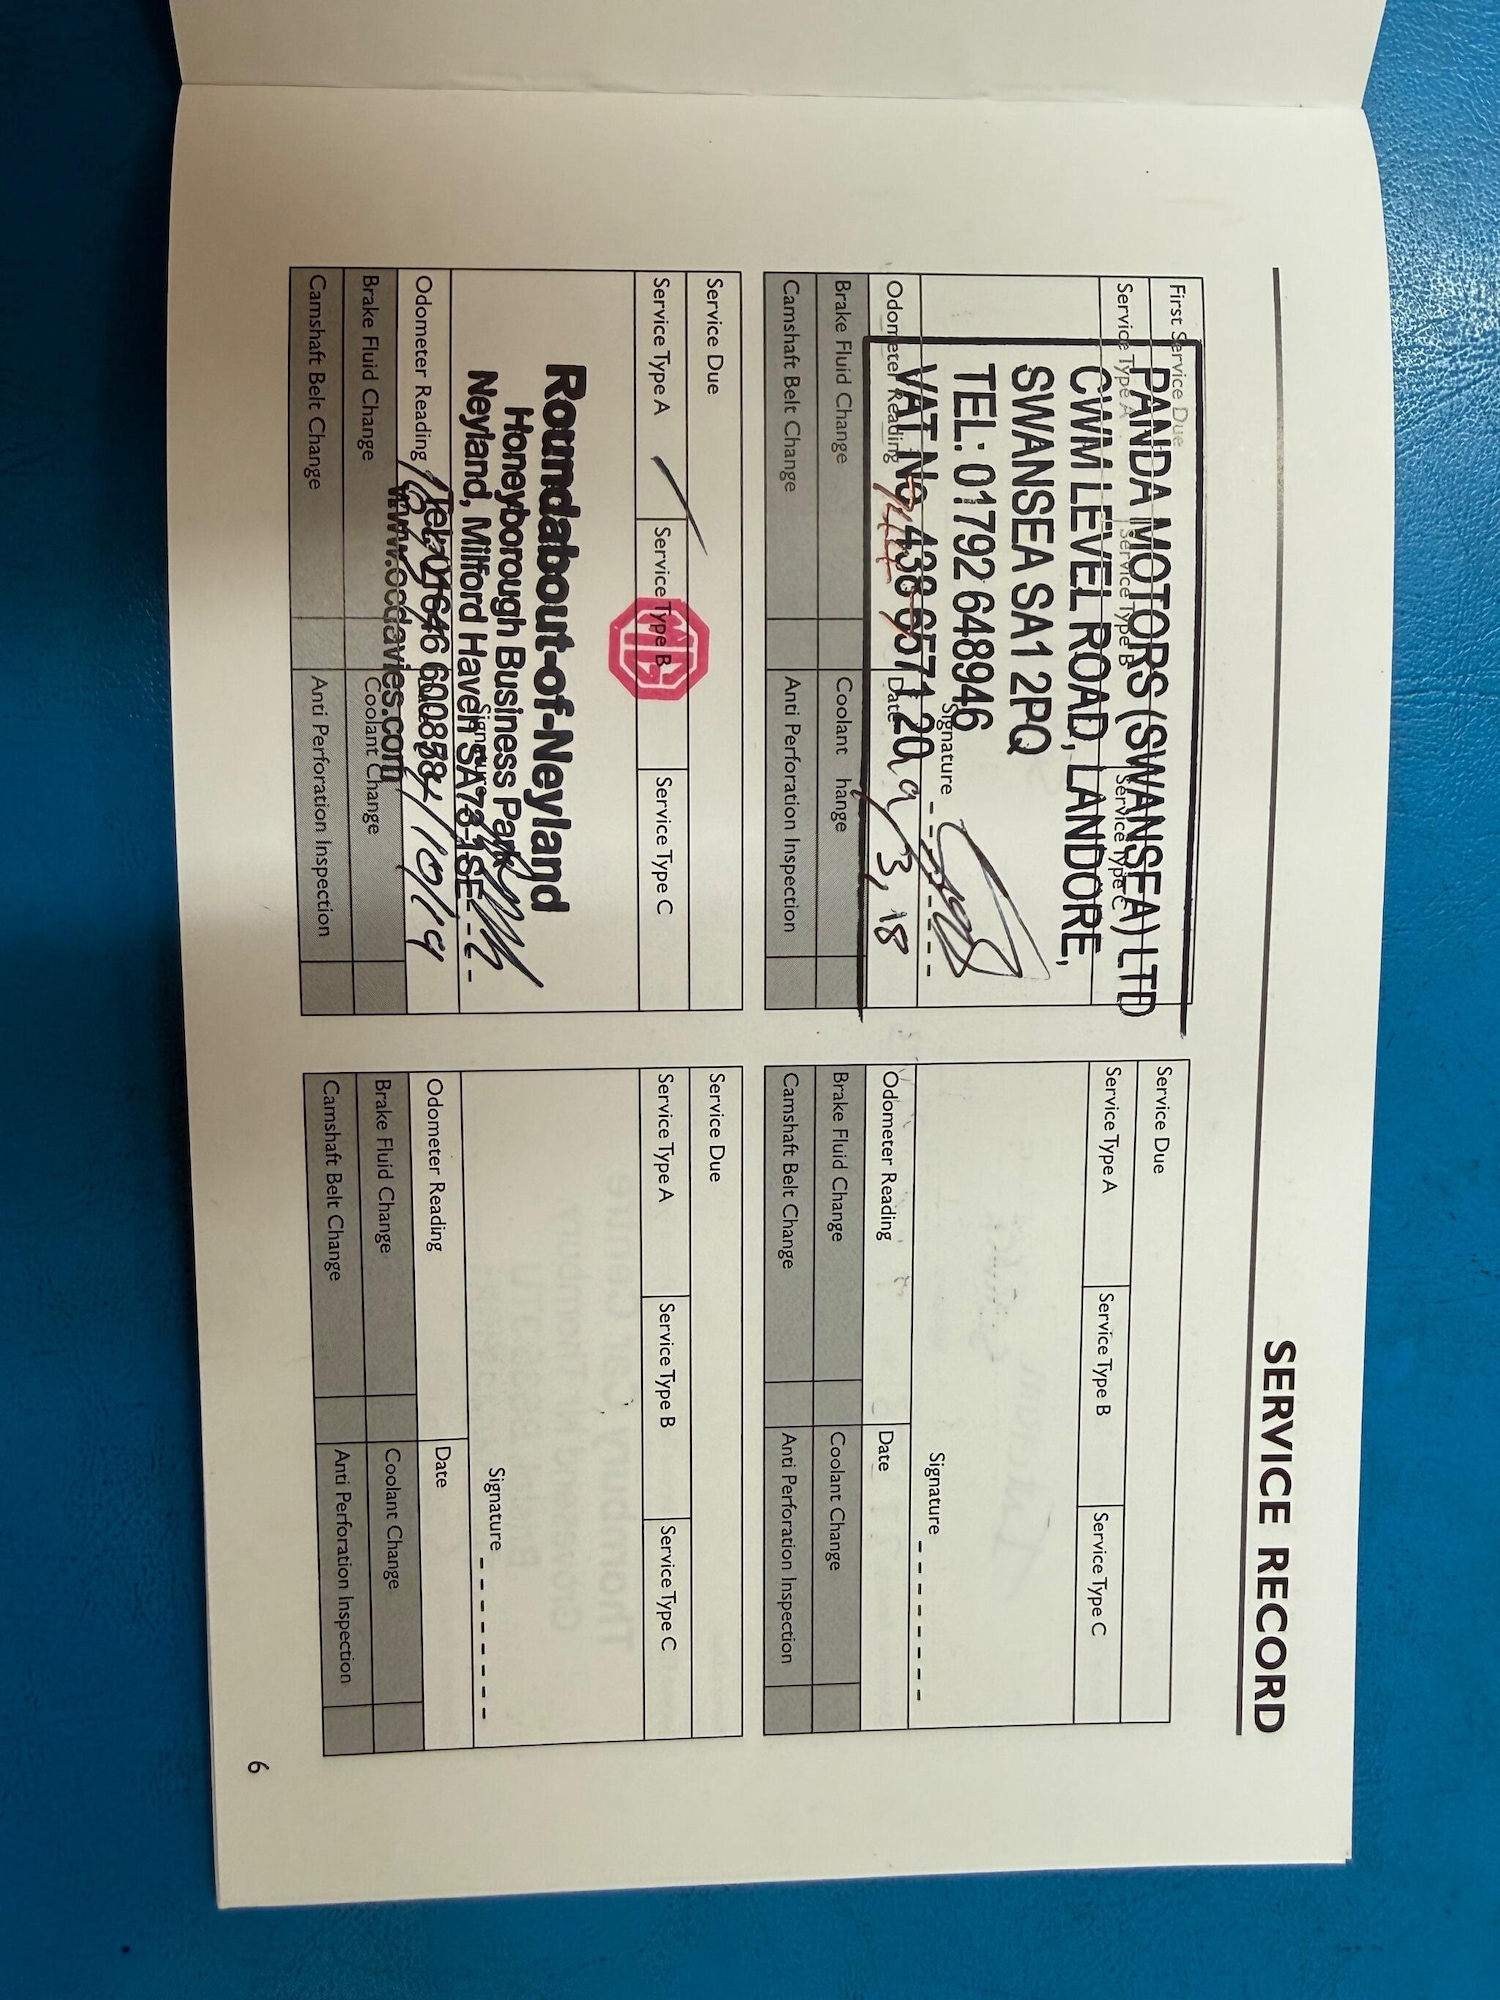 SERVICE RECORD
First Service Due
Service Type A Service Type B Service Type C
PANDA MOTORS (SWANSEA) LTD
CWM LEVEL ROAD, LANDORE,
SWANSEA SA1 2PQ
TEL: 01792 648946
Signature
VAT No 438 6571 20
Odometer Reading Date 9, 3, 18
Brake Fluid Change Coolant hange
Camshaft Belt Change Anti Perforation Inspection
Service Due
Service Type A Service Type B Service Type C
Signature
Odometer Reading Date
Brake Fluid Change Coolant Change
Camshaft Belt Change Anti Perforation Inspection
Service Due
Service Type A Service Type B Service Type C
MG
Roundabout-of-Neyland
Honeyborough Business Park
Neyland, Milford Haven SA73 1SE
Signature
Tel: 01646 600858
Odometer Reading /10/19
www.ccdavies.com
Brake Fluid Change Coolant Change
Camshaft Belt Change Anti Perforation Inspection
Service Due
Service Type A Service Type B Service Type C
Signature
Odometer Reading Date
Brake Fluid Change Coolant Change
Camshaft Belt Change Anti Perforation Inspection
6